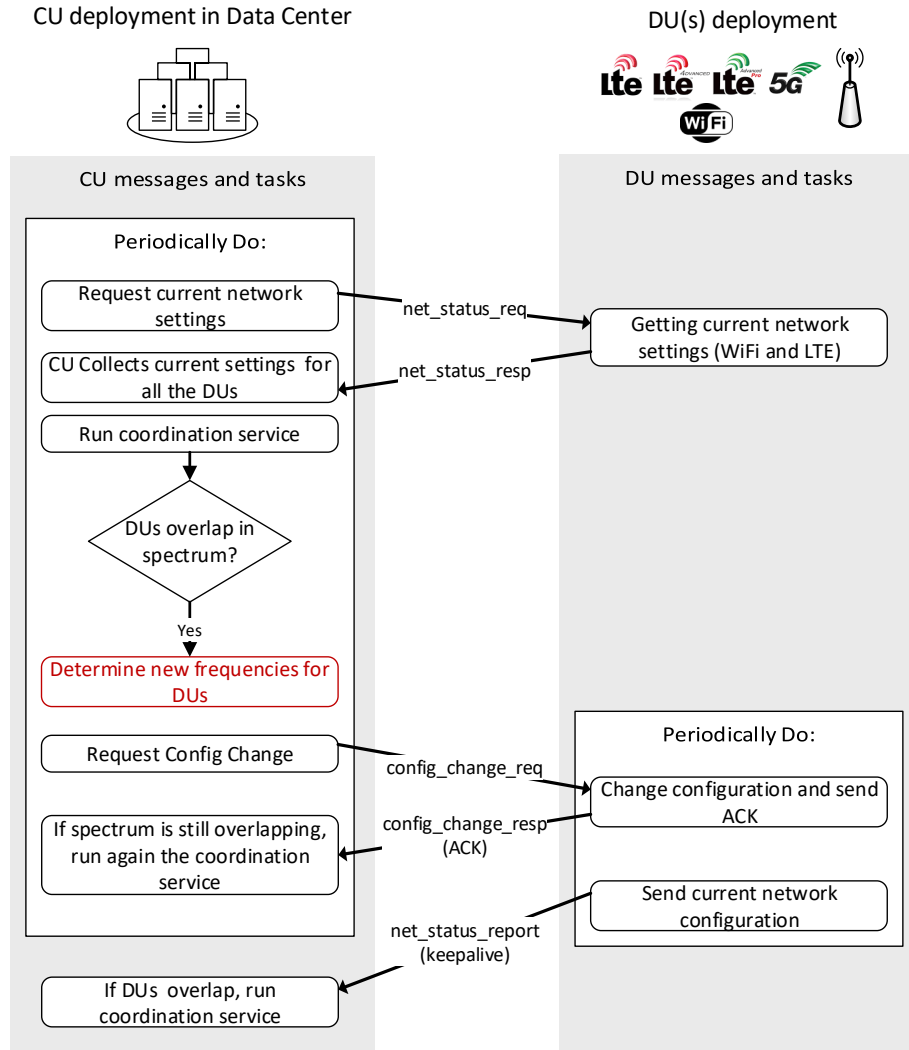 CU deployment in Data Center
DU(s) deployment
Lte
Lte
ADVANCED
Lte
Advanced
Pro
5G
WiFi
CU messages and tasks
DU messages and tasks
Periodically Do:
Request current network
settings
net_status_req
Getting current network
settings (WiFi and LTE)
CU Collects current settings for
all the DUs
net_status_resp
Run coordination service
DUs overlap in
spectrum?
Yes
Determine new frequencies for
DUs
Periodically Do:
Request Config Change
config_change_req
Change configuration and send
ACK
If spectrum is still overlapping,
run again the coordination
service
config_change_resp
(ACK)
Send current network
configuration
net_status_report
(keepalive)
If DUs overlap, run
coordination service